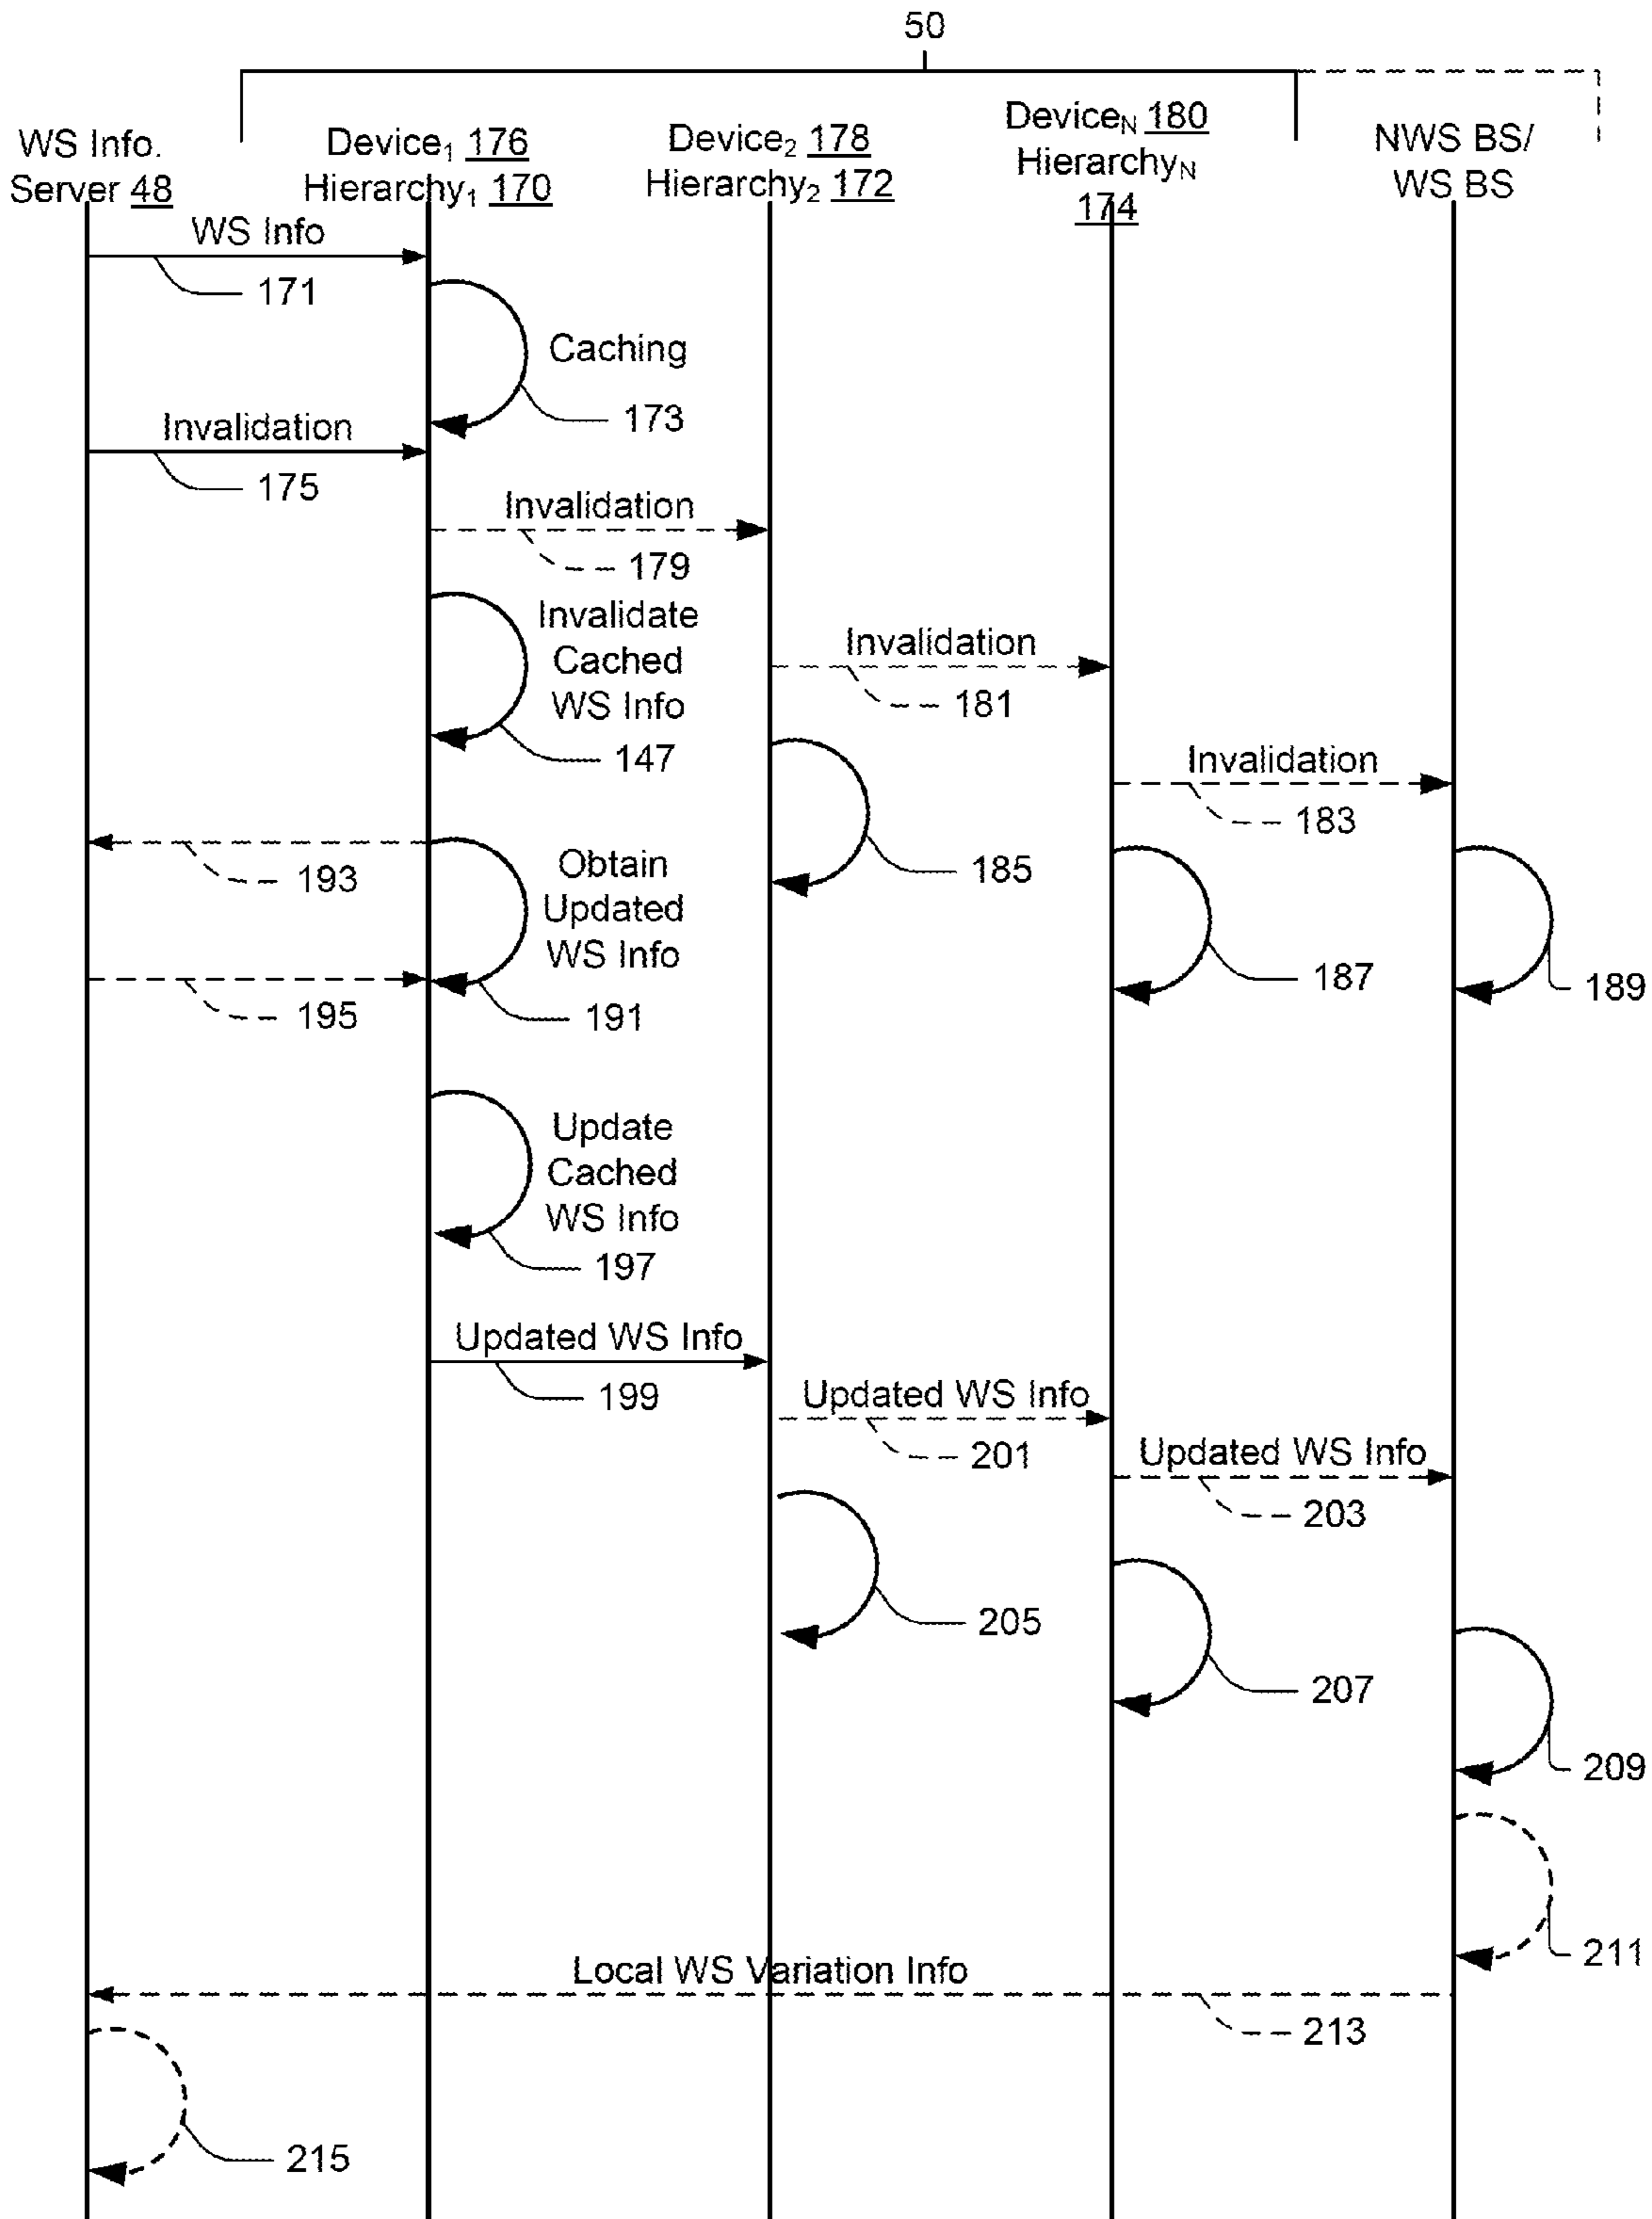 50
WS Info.
Server 48
Device1 176
Hierarchy1 170
Device2 178
Hierarchy2 172
DeviceN 180
HierarchyN
174
NWS BS/
WS BS
WS Info
171
Caching
173
Invalidation
175
Invalidation
179
Invalidate
Cached
WS Info
147
Invalidation
181
Invalidation
183
185
187
189
193
Obtain
Updated
WS Info
191
195
Update
Cached
WS Info
197
Updated WS Info
199
Updated WS Info
201
Updated WS Info
203
205
207
209
211
Local WS Variation Info
213
215